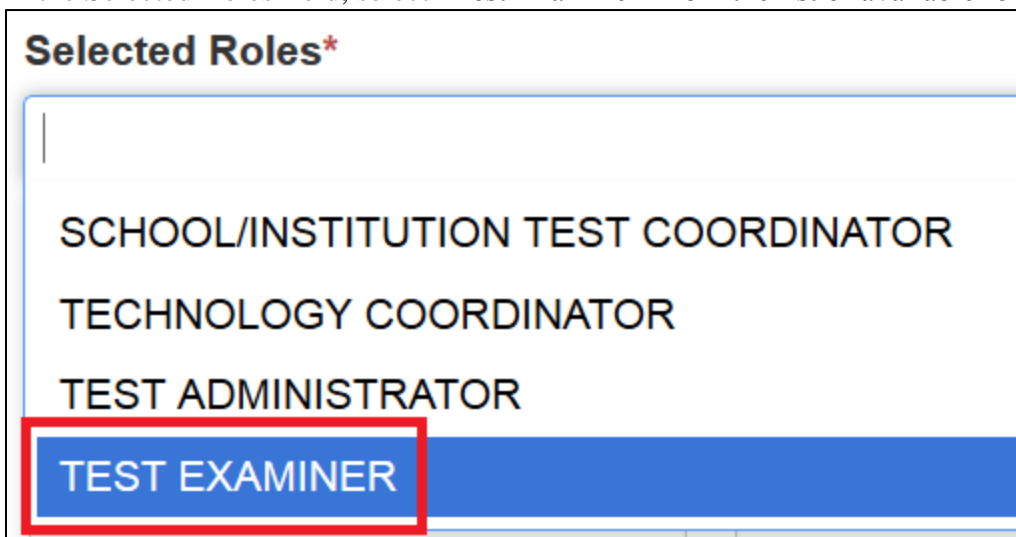 Selected Roles*
SCHOOL/INSTITUTION TEST COORDINATOR
TECHNOLOGY COORDINATOR
TEST ADMINISTRATOR
TEST EXAMINER